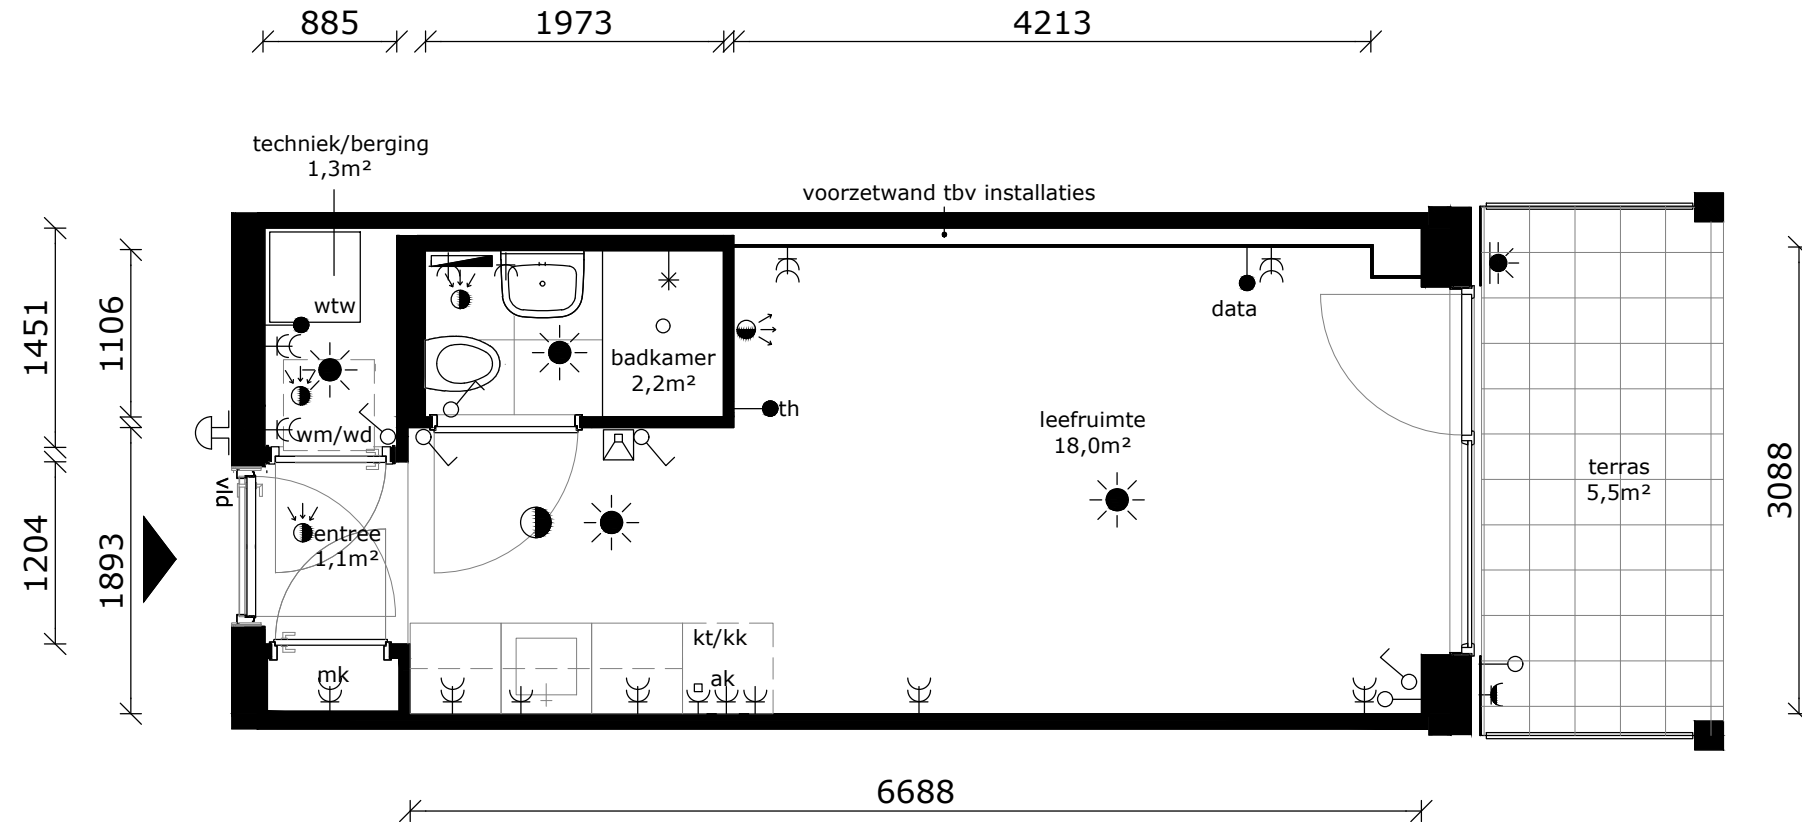 885
1973
4213
techniek/berging
1,3m²
voorzetwand tbv installaties
1451
1106
wtw
data
badkamer
2,2m²
th
leefruimte
18,0m²
wm/wd
vld
terras
5,5m²
3088
1204
1893
entree
1,1m²
kt/kk
mk
ak
6688